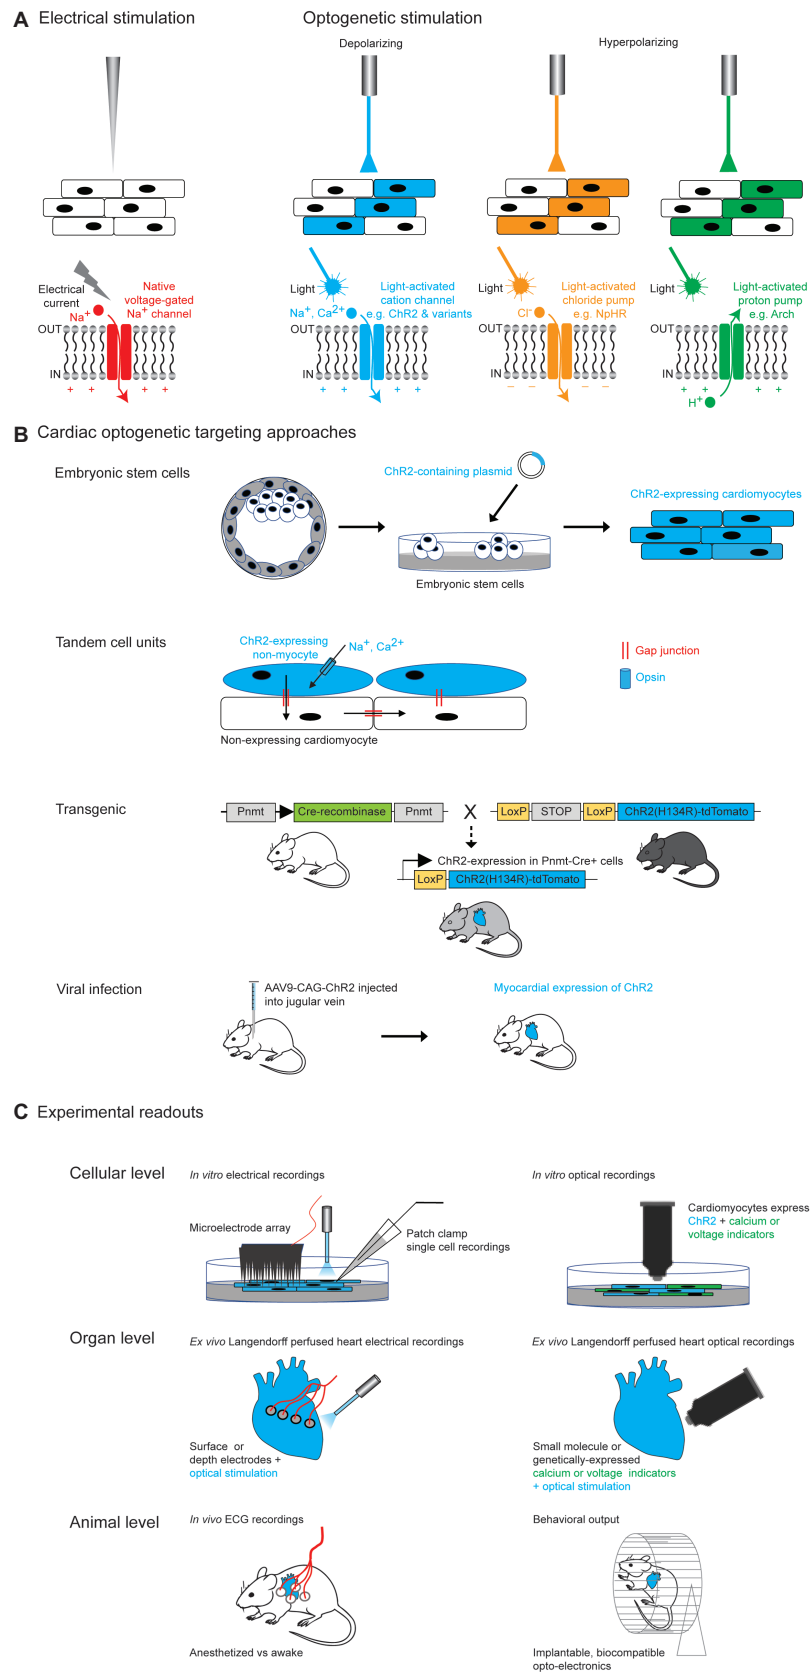 A Electrical stimulation
Optogenetic stimulation
Depolarizing
Hyperpolarizing
Electrical
current
Na+
Native
voltage-gated
Na+ channel
OUT
IN
+ + + +
Light
Na+, Ca2+
Light-activated
cation channel
e.g. ChR2 & variants
OUT
IN
+ + + +
Light
Cl-
Light-activated
chloride pump
e.g. NpHR
OUT
IN
– – – –
Light
Light-activated
proton pump
e.g. Arch
OUT
IN
+ + + +
H+
B Cardiac optogenetic targeting approaches
Embryonic stem cells
ChR2-containing plasmid
Embryonic stem cells
ChR2-expressing cardiomyocytes
Tandem cell units
ChR2-expressing
non-myocyte
Na+, Ca2+
Non-expressing cardiomyocyte
Gap junction
Opsin
Transgenic
Pnmt Cre-recombinase Pnmt X LoxP STOP LoxP ChR2(H134R)-tdTomato
ChR2-expression in Pnmt-Cre+ cells
LoxP ChR2(H134R)-tdTomato
Viral infection
AAV9-CAG-ChR2 injected
into jugular vein
Myocardial expression of ChR2
C Experimental readouts
Cellular level
In vitro electrical recordings
Microelectrode array
Patch clamp
single cell recordings
In vitro optical recordings
Cardiomyocytes express
ChR2 + calcium or
voltage indicators
Organ level
Ex vivo Langendorff perfused heart electrical recordings
Surface or
depth electrodes +
optical stimulation
Ex vivo Langendorff perfused heart optical recordings
Small molecule or
genetically-expressed
calcium or voltage indicators
+ optical stimulation
Animal level
In vivo ECG recordings
Anesthetized vs awake
Behavioral output
Implantable, biocompatible
opto-electronics